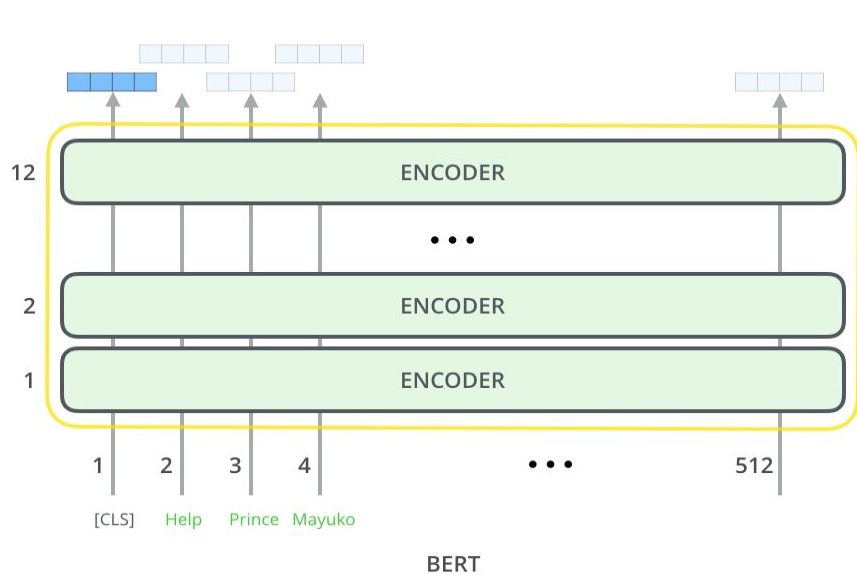 12 ENCODER
•••
2 ENCODER
1 ENCODER
1 2 3 4 ••• 512
[CLS] Help Prince Mayuko
BERT